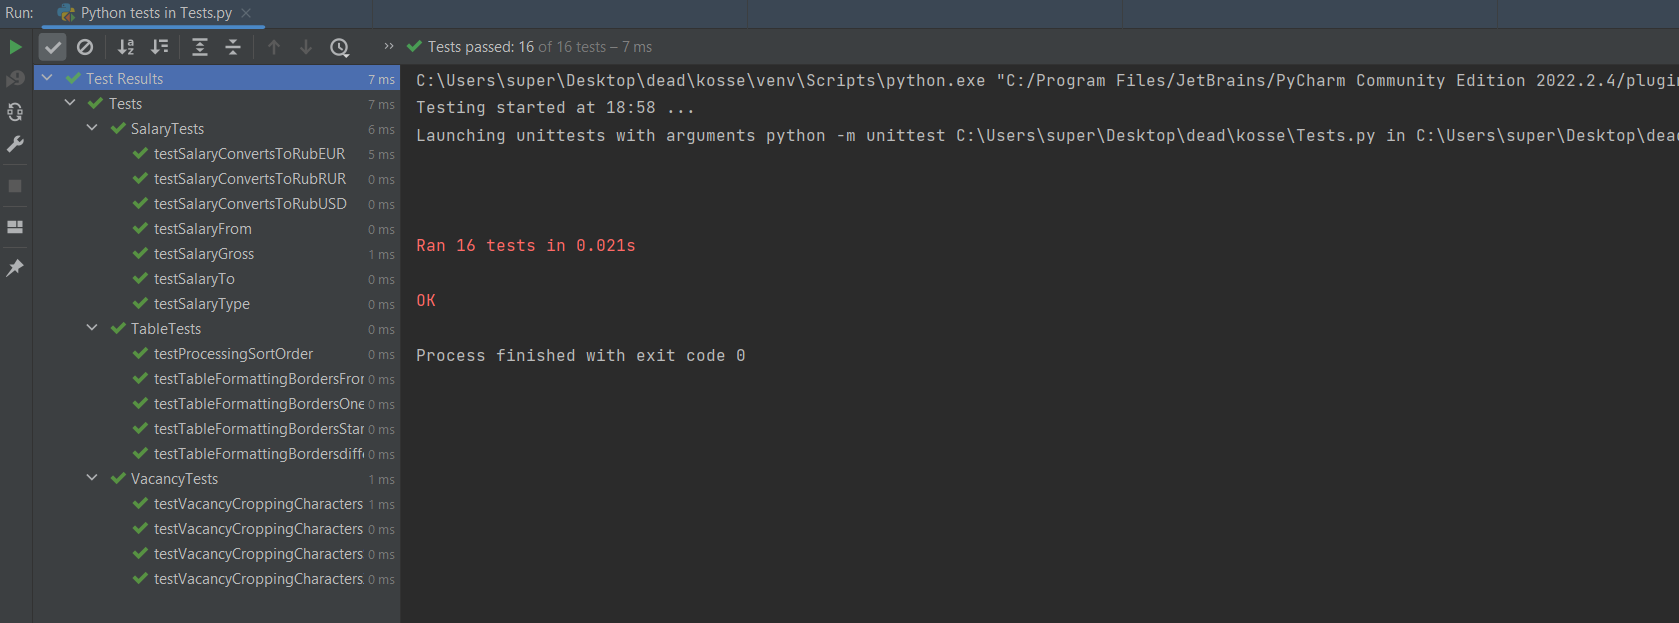 Run: Python tests in Tests.py
Tests passed: 16 of 16 tests – 7 ms
Test Results 7 ms
Tests 7 ms
SalaryTests 6 ms
testSalaryConvertsToRubEUR 5 ms
testSalaryConvertsToRubRUR 0 ms
testSalaryConvertsToRubUSD 0 ms
testSalaryFrom 0 ms
testSalaryGross 1 ms
testSalaryTo 0 ms
testSalaryType 0 ms
TableTests 0 ms
testProcessingSortOrder 0 ms
testTableFormattingBordersFror 0 ms
testTableFormattingBordersOne 0 ms
testTableFormattingBordersStar 0 ms
testTableFormattingBordersdiff 0 ms
VacancyTests 1 ms
testVacancyCroppingCharacters 1 ms
testVacancyCroppingCharacters 0 ms
testVacancyCroppingCharacters 0 ms
testVacancyCroppingCharacters 0 ms
C:\Users\super\Desktop\dead\kosse\venv\Scripts\python.exe "C:/Program Files/JetBrains/PyCharm Community Edition 2022.2.4/plugin
Testing started at 18:58 ...
Launching unittests with arguments python -m unittest C:\Users\super\Desktop\dead\kosse\Tests.py in C:\Users\super\Desktop\dead
Ran 16 tests in 0.021s
OK
Process finished with exit code 0